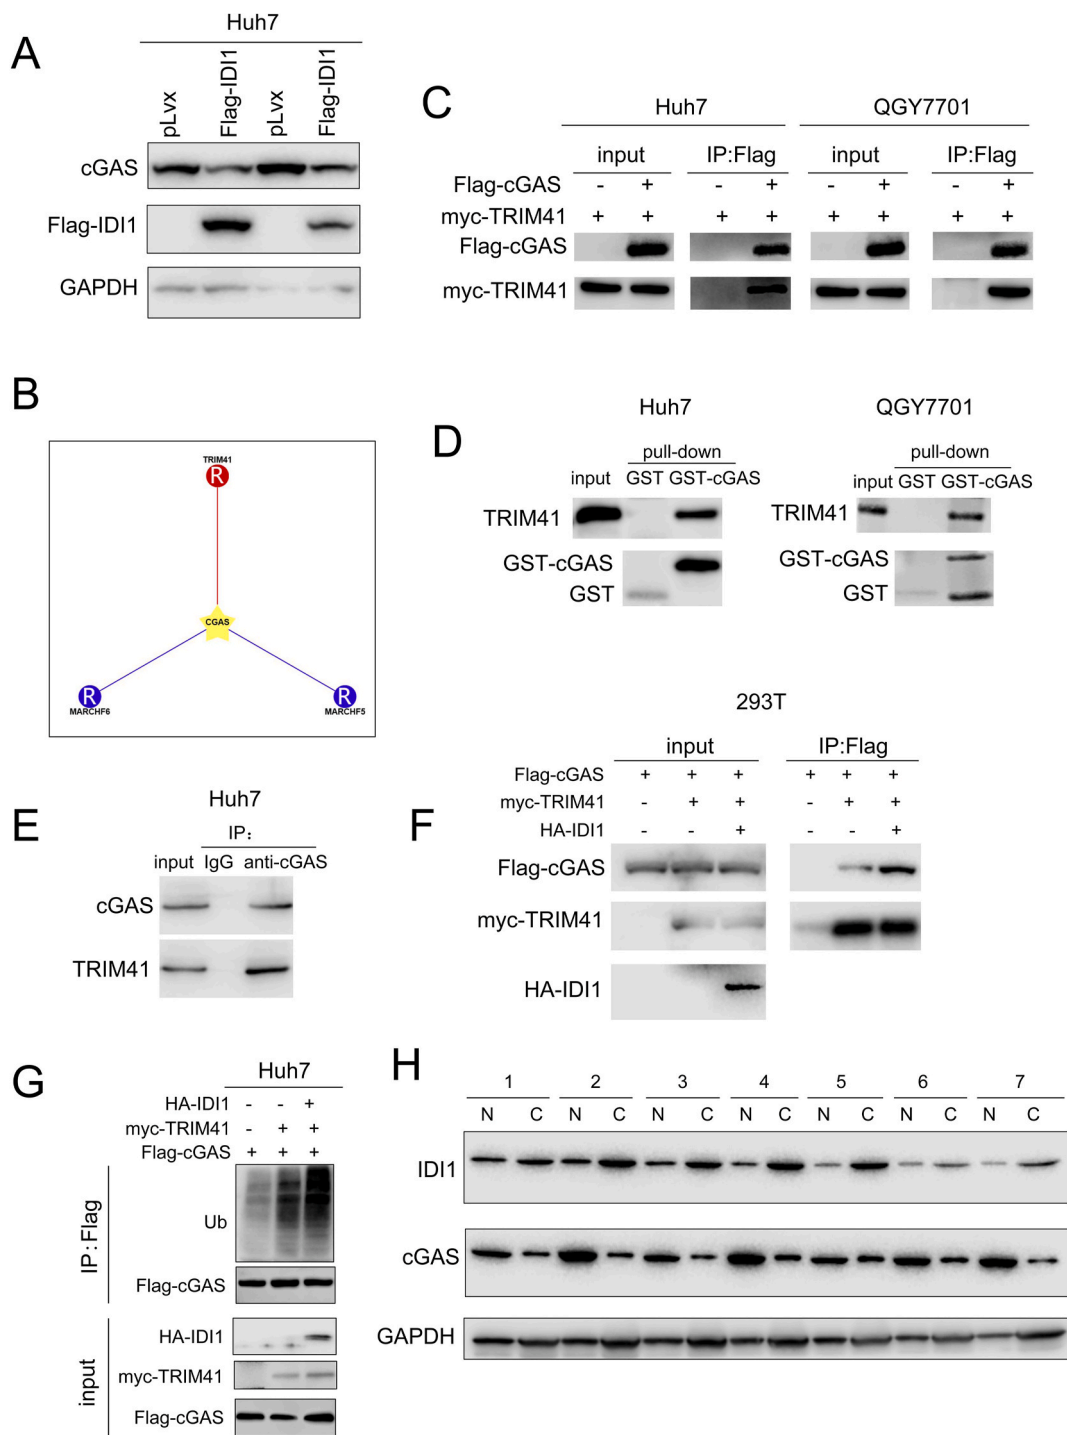 A
Huh7
pLvx
Flag-IDI1
pLvx
Flag-IDI1
cGAS
Flag-IDI1
GAPDH
B
TRIM41
R
CGAS
R
R
MARCHF6
MARCHF5
C
Huh7 QGY7701
input IP:Flag input IP:Flag
Flag-cGAS - + - + - + - +
myc-TRIM41 + + + + + + + +
Flag-cGAS
myc-TRIM41
D
Huh7 QGY7701
pull-down pull-down
input GST GST-cGAS input GST GST-cGAS
TRIM41 TRIM41
GST-cGAS GST-cGAS
GST GST
E
Huh7
IP:
input IgG anti-cGAS
cGAS
TRIM41
F
293T
input IP:Flag
Flag-cGAS + + + + + +
myc-TRIM41 - + + - + +
HA-IDI1 - - + - - +
Flag-cGAS
myc-TRIM41
HA-IDI1
G
Huh7
HA-IDI1 - - +
myc-TRIM41 - + +
Flag-cGAS + + +
IP:Flag
Ub
Flag-cGAS
input
HA-IDI1
myc-TRIM41
Flag-cGAS
H
1 2 3 4 5 6 7
N C N C N C N C N C N C N C
IDI1
cGAS
GAPDH